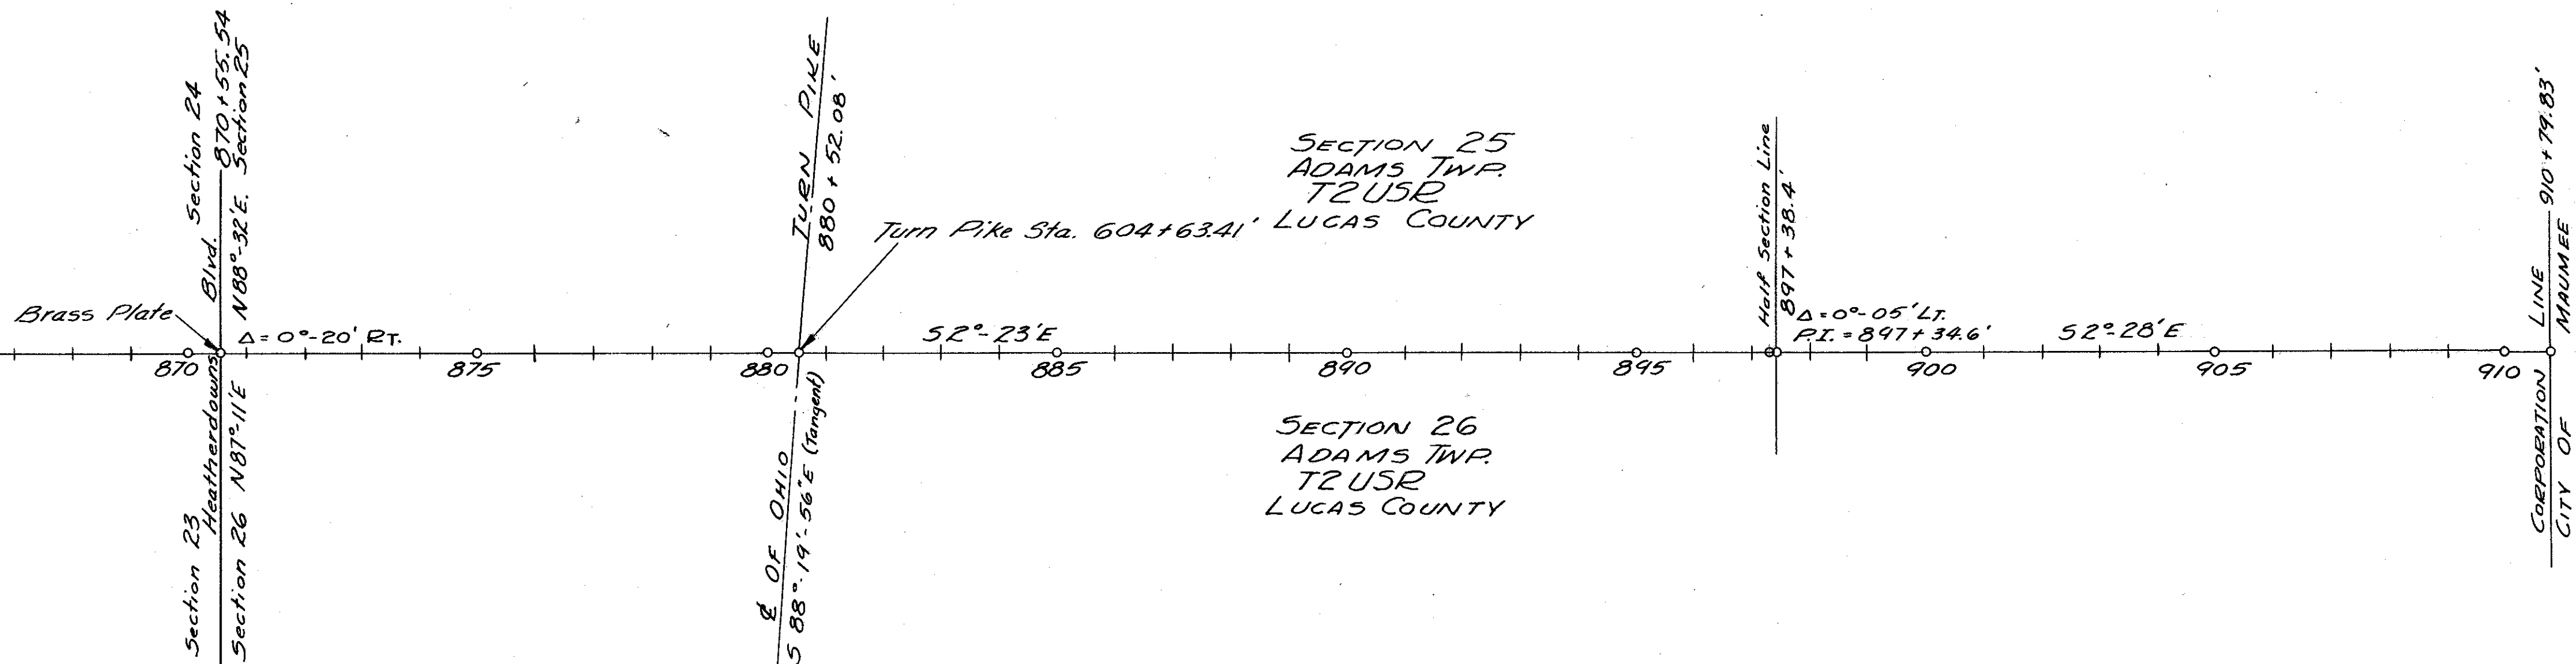 Section 24
Blvd. 870+55.54
N88°-32'E. Section 25
Brass Plate
Δ=0°-20' RT.
Section 23
Heatherdowns
Section 26 N87°-11'E
TURN PIKE
880+52.08'
Turn Pike Sta. 604+63.41'
℄ OF OHIO
S 88°-19'-56"E (Tangent)
S2°-23'E
SECTION 25
ADAMS TWP.
T2 USR
LUCAS COUNTY
SECTION 26
ADAMS TWP.
T2 USR
LUCAS COUNTY
Half Section Line
897+38.4'
Δ=0°-05' LT.
P.I.=897+34.6'
S2°-28'E
CORPORATION LINE 910+79.83'
CITY OF MAUMEE
870 875 880 885 890 895 900 905 910